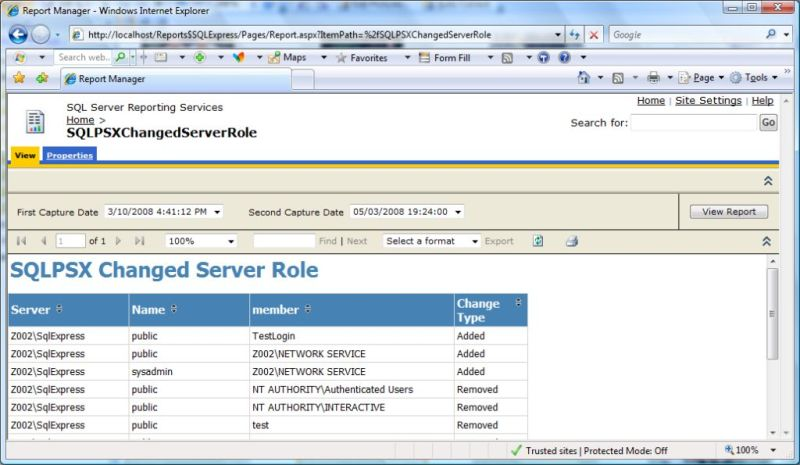 Report Manager - Windows Internet Explorer
http://localhost/Reports$SQLExpress/Pages/Report.aspx?ItemPath=%2fSQLPSXChangedServerRole
Google
Search web...
Favorites
Form Fill
Report Manager
Page
Tools
SQL Server Reporting Services
Home >
SQLPSXChangedServerRole
Home | Site Settings | Help
Search for:
Go
View
Properties
First Capture Date 3/10/2008 4:41:12 PM
Second Capture Date 05/03/2008 19:24:00
View Report
1 of 1
100%
Find | Next
Select a format
Export
SQLPSX Changed Server Role
Server Name member Change Type
Z002\SqlExpress public TestLogin Added
Z002\SqlExpress public Z002\NETWORK SERVICE Added
Z002\SqlExpress sysadmin Z002\NETWORK SERVICE Added
Z002\SqlExpress public NT AUTHORITY\Authenticated Users Removed
Z002\SqlExpress public NT AUTHORITY\INTERACTIVE Removed
Z002\SqlExpress public test Removed
Trusted sites | Protected Mode: Off
100%